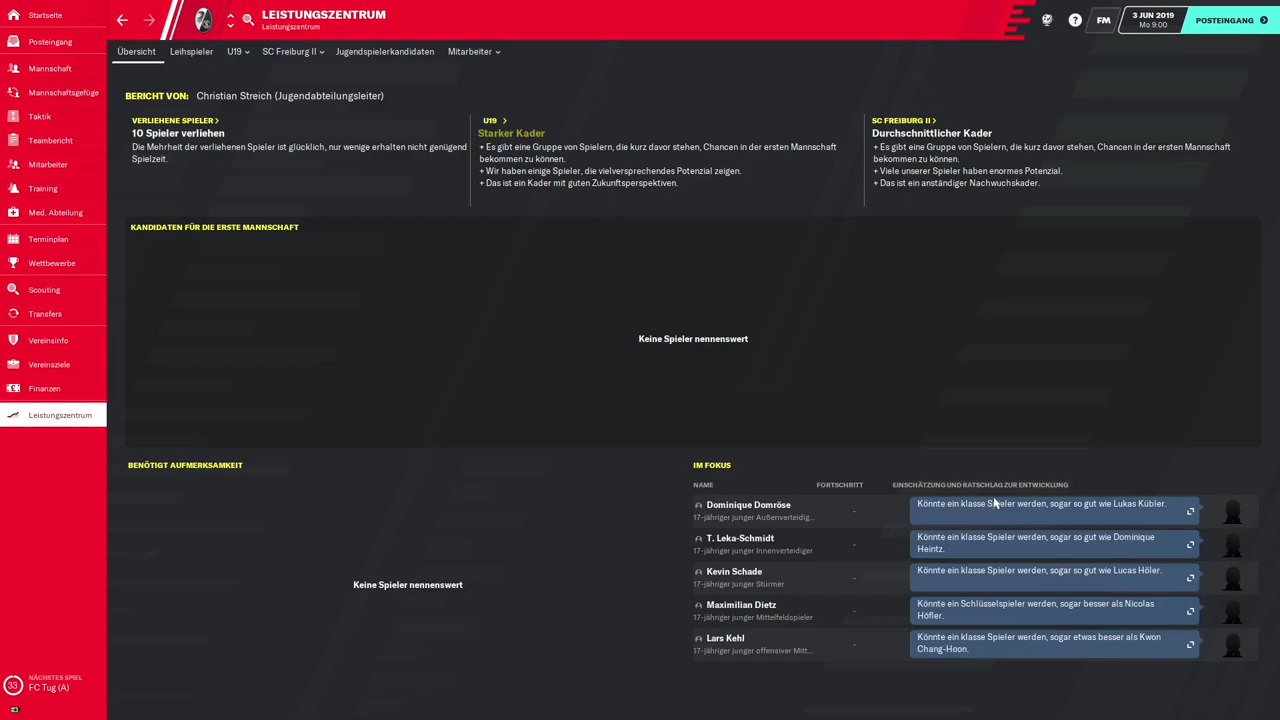 Startseite
Posteingang
Mannschaft
Mannschaftsgefüge
Taktik
Teambericht
Mitarbeiter
Training
Med. Abteilung
Terminplan
Wettbewerbe
Scouting
Transfers
Vereinsinfo
Vereinsziele
Finanzen
Leistungszentrum
33
NÄCHSTES SPIEL
FC Tug (A)
LEISTUNGSZENTRUM
Leistungszentrum
?
FM
3 JUN 2019
Mo 9:00
POSTEINGANG
Übersicht
Leihspieler
U19
SC Freiburg II
Jugendspielerkandidaten
Mitarbeiter
BERICHT VON: Christian Streich (Jugendabteilungsleiter)
VERLIEHENE SPIELER >
10 Spieler verliehen
Die Mehrheit der verliehenen Spieler ist glücklich, nur wenige erhalten nicht genügend
Spielzeit.
U19 >
Starker Kader
+ Es gibt eine Gruppe von Spielern, die kurz davor stehen, Chancen in der ersten Mannschaft
bekommen zu können.
+ Wir haben einige Spieler, die vielversprechendes Potenzial zeigen.
+ Das ist ein Kader mit guten Zukunftsperspektiven.
SC FREIBURG II >
Durchschnittlicher Kader
+ Es gibt eine Gruppe von Spielern, die kurz davor stehen, Chancen in der ersten Mannschaft
bekommen zu können.
+ Viele unserer Spieler haben enormes Potenzial.
+ Das ist ein anständiger Nachwuchskader.
KANDIDATEN FÜR DIE ERSTE MANNSCHAFT
Keine Spieler nennenswert
BENÖTIGT AUFMERKSAMKEIT
Keine Spieler nennenswert
IM FOKUS
NAME FORTSCHRITT EINSCHÄTZUNG UND RATSCHLAG ZUR ENTWICKLUNG
Dominique Domröse
17-jähriger junger Außenverteidig...
-
Könnte ein klasse Spieler werden, sogar so gut wie Lukas Kübler.
T. Leka-Schmidt
17-jähriger junger Innenverteidiger
-
Könnte ein klasse Spieler werden, sogar so gut wie Dominique
Heintz.
Kevin Schade
17-jähriger junger Stürmer
-
Könnte ein klasse Spieler werden, sogar so gut wie Lucas Höler.
Maximilian Dietz
17-jähriger junger Mittelfeldspieler
-
Könnte ein Schlüsselspieler werden, sogar besser als Nicolas
Höfler.
Lars Kehl
17-jähriger junger offensiver Mitt...
-
Könnte ein klasse Spieler werden, sogar etwas besser als Kwon
Chang-Hoon.